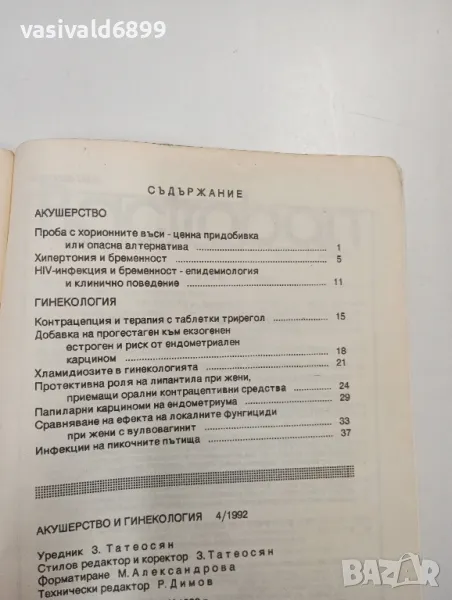 vasivald6899
СЪДЪРЖАНИЕ
АКУШЕРСТВО
Проба с хорионните въси - ценна придобивка
или опасна алтернатива 1
Хипертония и бременност 5
HIV-инфекция и бременност - епидемиология
и клинично поведение 11
ГИНЕКОЛОГИЯ
Контрацепция и терапия с таблетки трирегол 15
Добавка на прогестаген към екзогенен
естроген и риск от ендометриален
карцином 18
Хламидиозите в гинекологията 21
Протективна роля на липантила при жени,
приемащи орални контрацептивни средства 24
Папиларни карциноми на ендометриума 29
Сравняване на ефекта на локалните фунгициди
при жени с вулвовагинит 33
Инфекции на пикочните пътища 37
АКУШЕРСТВО И ГИНЕКОЛОГИЯ 4/1992
Уредник З. Татеосян
Стилов редактор и коректор З. Татеосян
Форматиране М. Александрова
Технически редактор Р. Димов
bazar